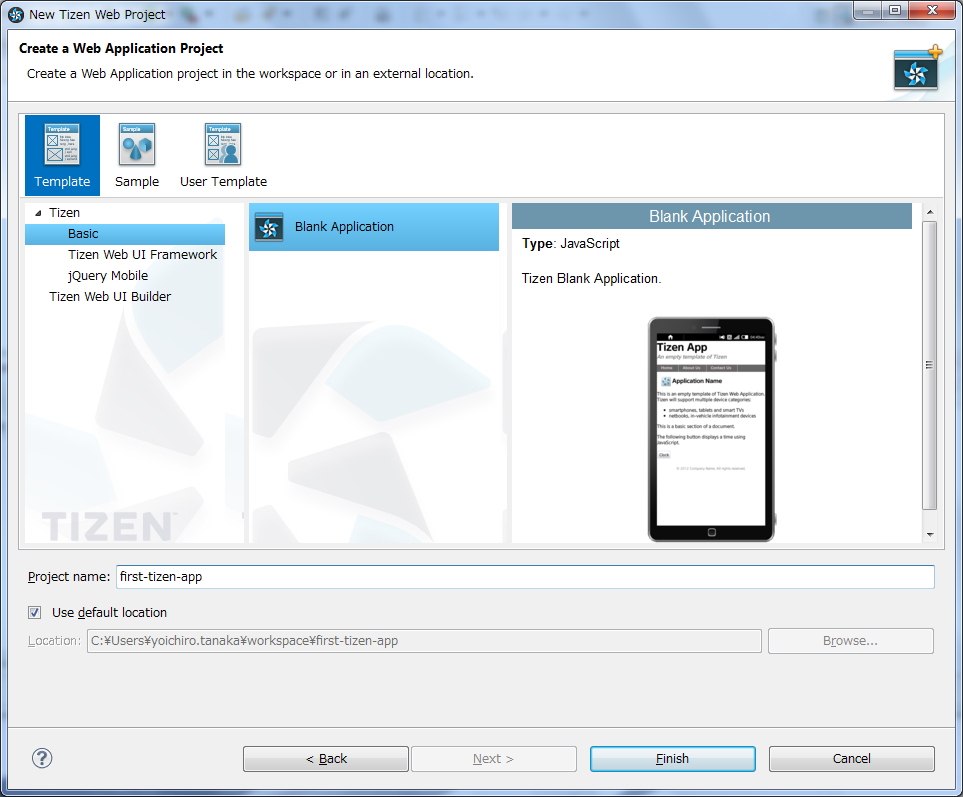 New Tizen Web Project
Create a Web Application Project
Create a Web Application project in the workspace or in an external location.
Template
Sample
Template
Template
Sample
User Template
Tizen
Basic
Tizen Web UI Framework
jQuery Mobile
Tizen Web UI Builder
TIZEN™
Blank Application
Blank Application
Type: JavaScript
Tizen Blank Application.
Tizen App
An empty template of Tizen
Home About Us Contact Us
Application Name
This is an empty template of Tizen Web Application.
Tizen will support multiple device categories:
• smartphones, tablets and smart TVs
• netbooks, in-vehicle infotainment devices
This is a basic section of a document.
The following button displays a time using
JavaScript.
Clock
© 2012 Company Name. All rights reserved.
Project name: first-tizen-app
Use default location
Location: C:¥Users¥yoichiro.tanaka¥workspace¥first-tizen-app
Browse...
< Back
Next >
Finish
Cancel